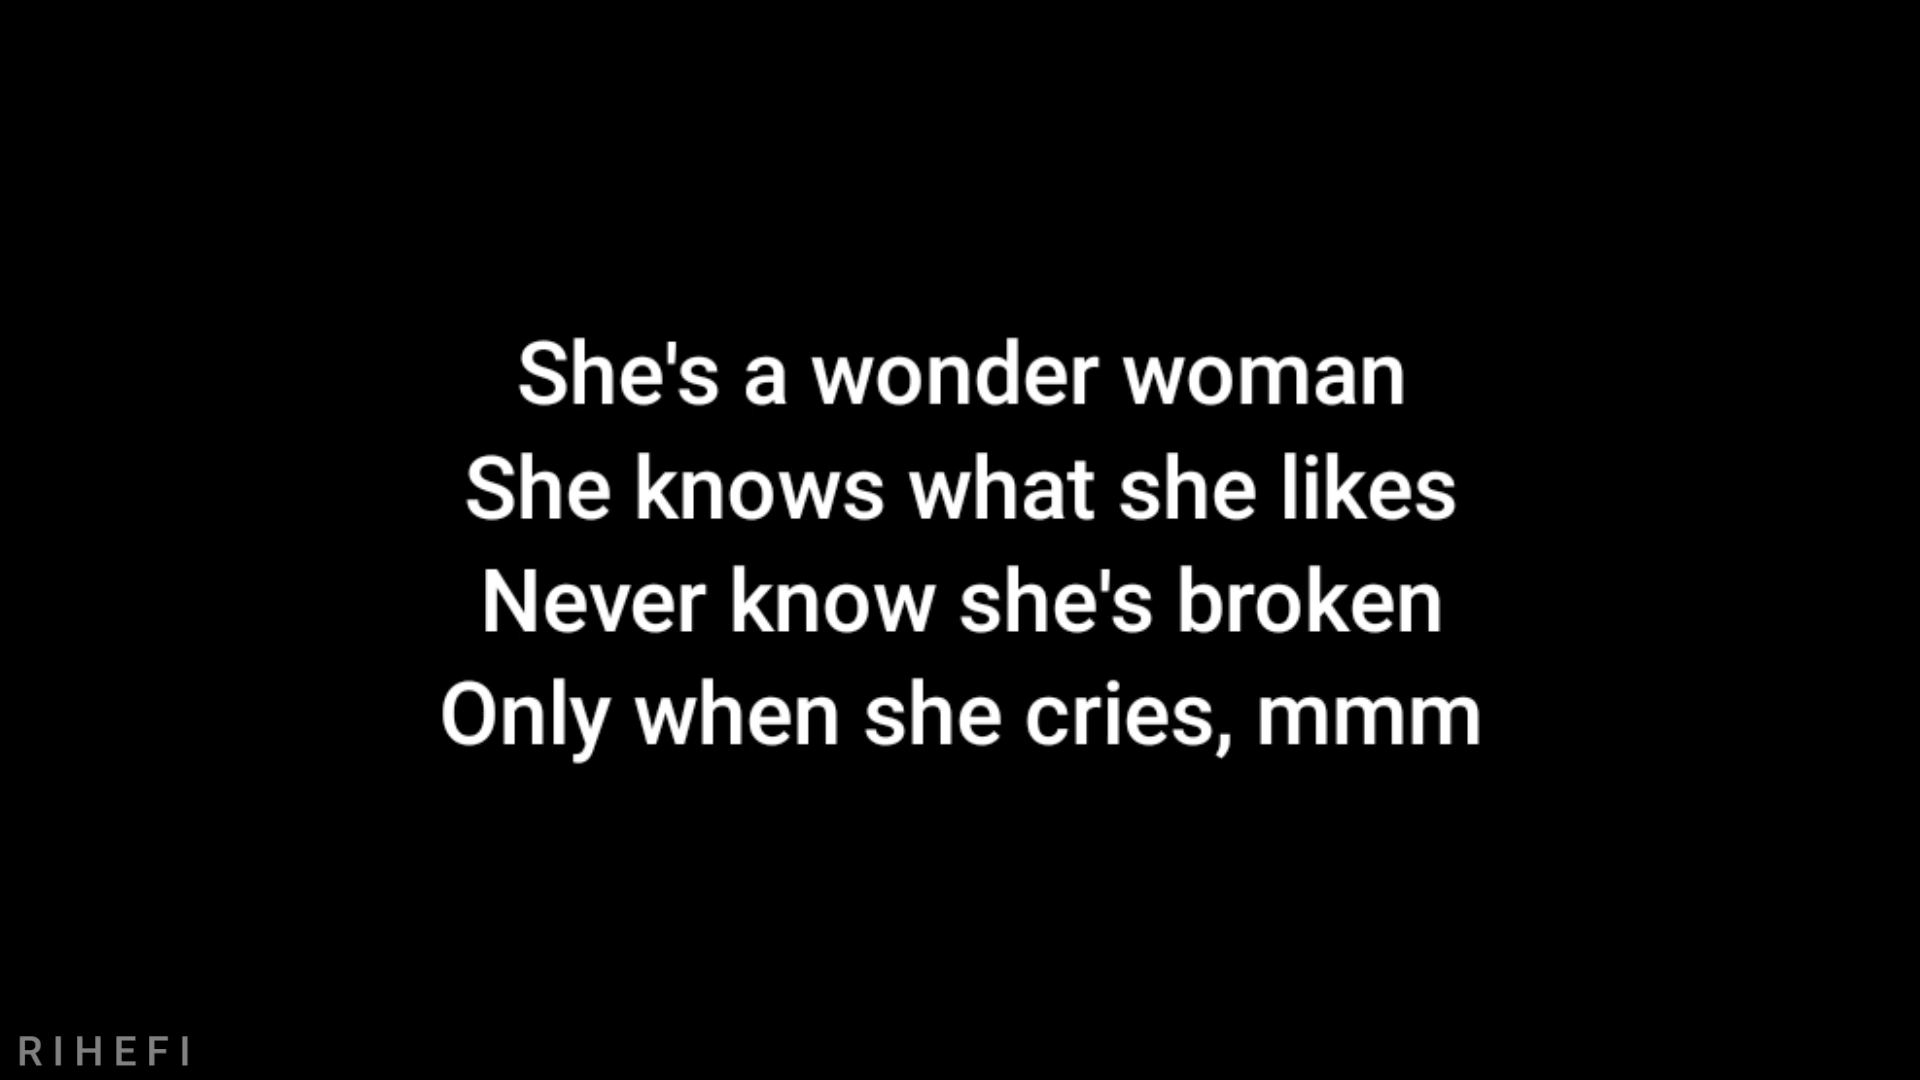 She's a wonder woman
She knows what she likes
Never know she's broken
Only when she cries, mmm
RIHEFI